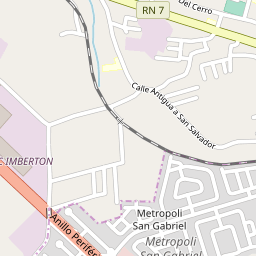 Del Cerro
RN 7
Calle Antigua a San Salvador
IMBERTON
Metropoli
San Gabriel
Metropoli
San Gabriel
Anillo Perifér